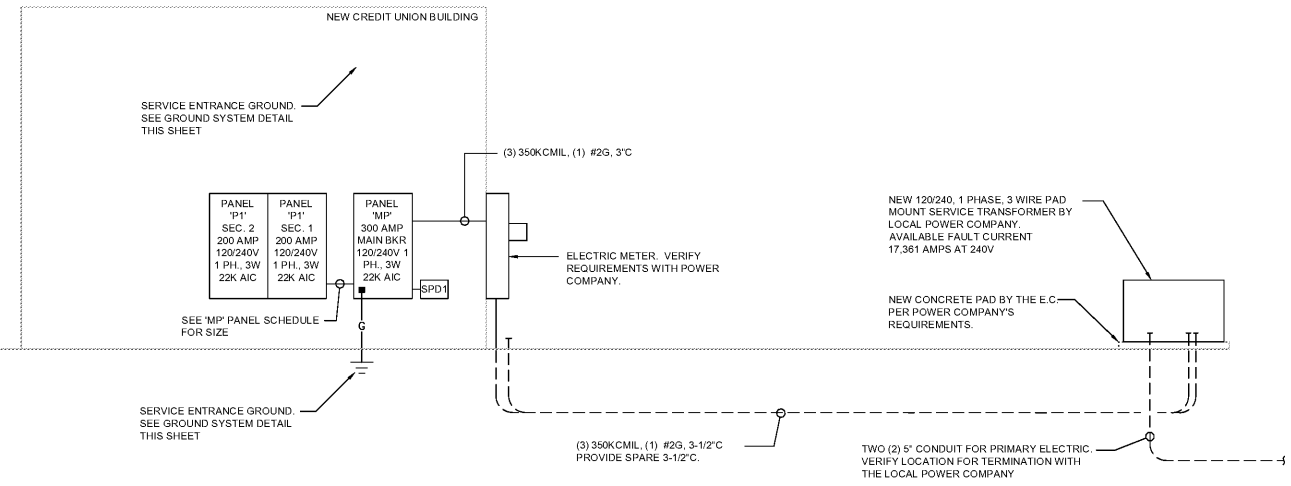 NEW CREDIT UNION BUILDING
SERVICE ENTRANCE GROUND.
SEE GROUND SYSTEM DETAIL
THIS SHEET
(3) 350KCMIL, (1) #2G, 3"C
PANEL
'P1'
SEC. 2
200 AMP
120/240V
1 PH., 3W
22K AIC
PANEL
'P1'
SEC. 1
200 AMP
120/240V
1 PH., 3W
22K AIC
PANEL
'MP'
300 AMP
MAIN BKR
120/240V 1
PH., 3W
22K AIC
SPD1
ELECTRIC METER. VERIFY
REQUIREMENTS WITH POWER
COMPANY.
NEW 120/240, 1 PHASE, 3 WIRE PAD
MOUNT SERVICE TRANSFORMER BY
LOCAL POWER COMPANY.
AVAILABLE FAULT CURRENT
17,361 AMPS AT 240V
NEW CONCRETE PAD BY THE E.C.
PER POWER COMPANY'S
REQUIREMENTS.
SEE 'MP' PANEL SCHEDULE
FOR SIZE
G
SERVICE ENTRANCE GROUND.
SEE GROUND SYSTEM DETAIL
THIS SHEET
(3) 350KCMIL, (1) #2G, 3-1/2"C
PROVIDE SPARE 3-1/2"C.
TWO (2) 5" CONDUIT FOR PRIMARY ELECTRIC.
VERIFY LOCATION FOR TERMINATION WITH
THE LOCAL POWER COMPANY